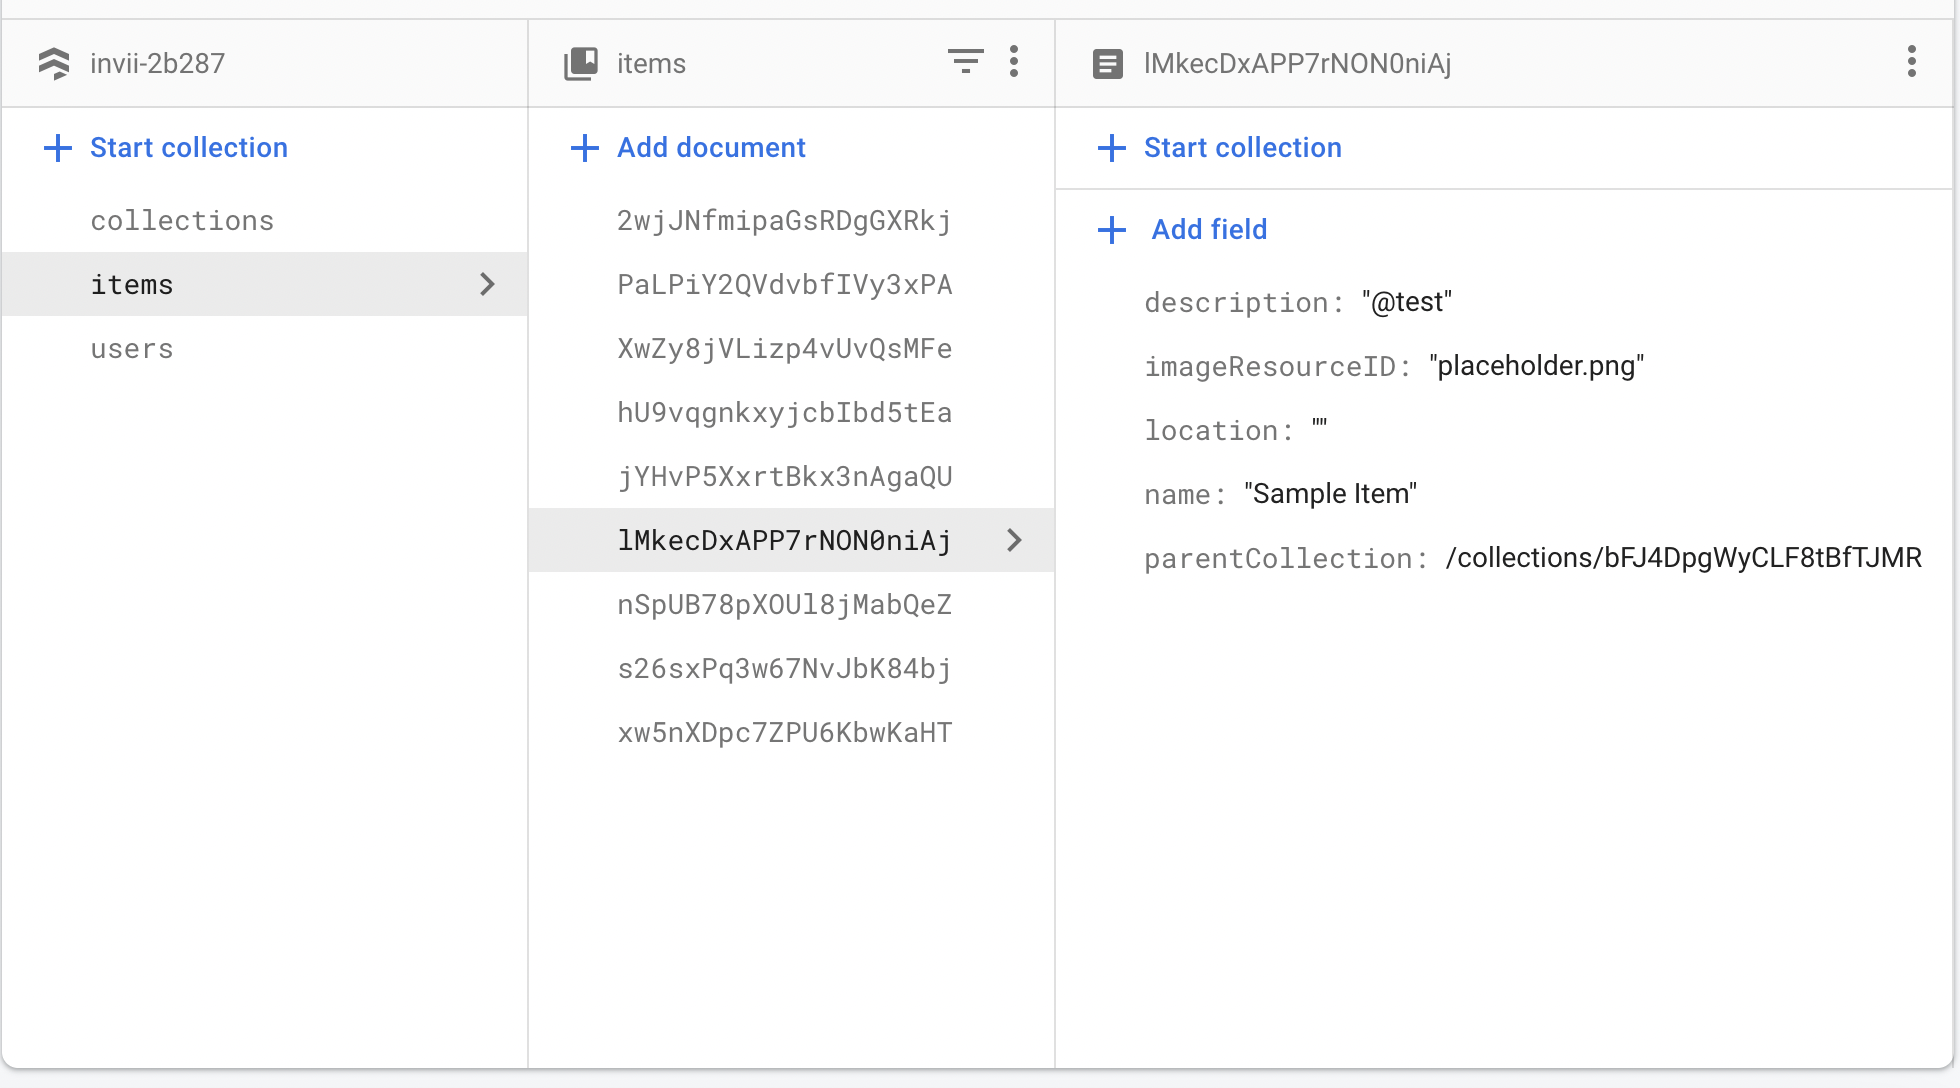 invii-2b287
Start collection
collections
items
users
items
Add document
2wjJNfmipaGsRDgGXRkj
PaLPiY2QVdvbfIVy3xPA
XwZy8jVLizp4vUvQsMFe
hU9vqgnkxyjcbIbd5tEa
jYHvP5XxrtBkx3nAgaQU
lMkecDxAPP7rNON0niAj
nSpUB78pXOUl8jMabQeZ
s26sxPq3w67NvJbK84bj
xw5nXDpc7ZPU6KbwKaHT
lMkecDxAPP7rNON0niAj
Start collection
Add field
description: "@test"
imageResourceID: "placeholder.png"
location: ""
name: "Sample Item"
parentCollection: /collections/bFJ4DpgWyCLF8tBfTJMR